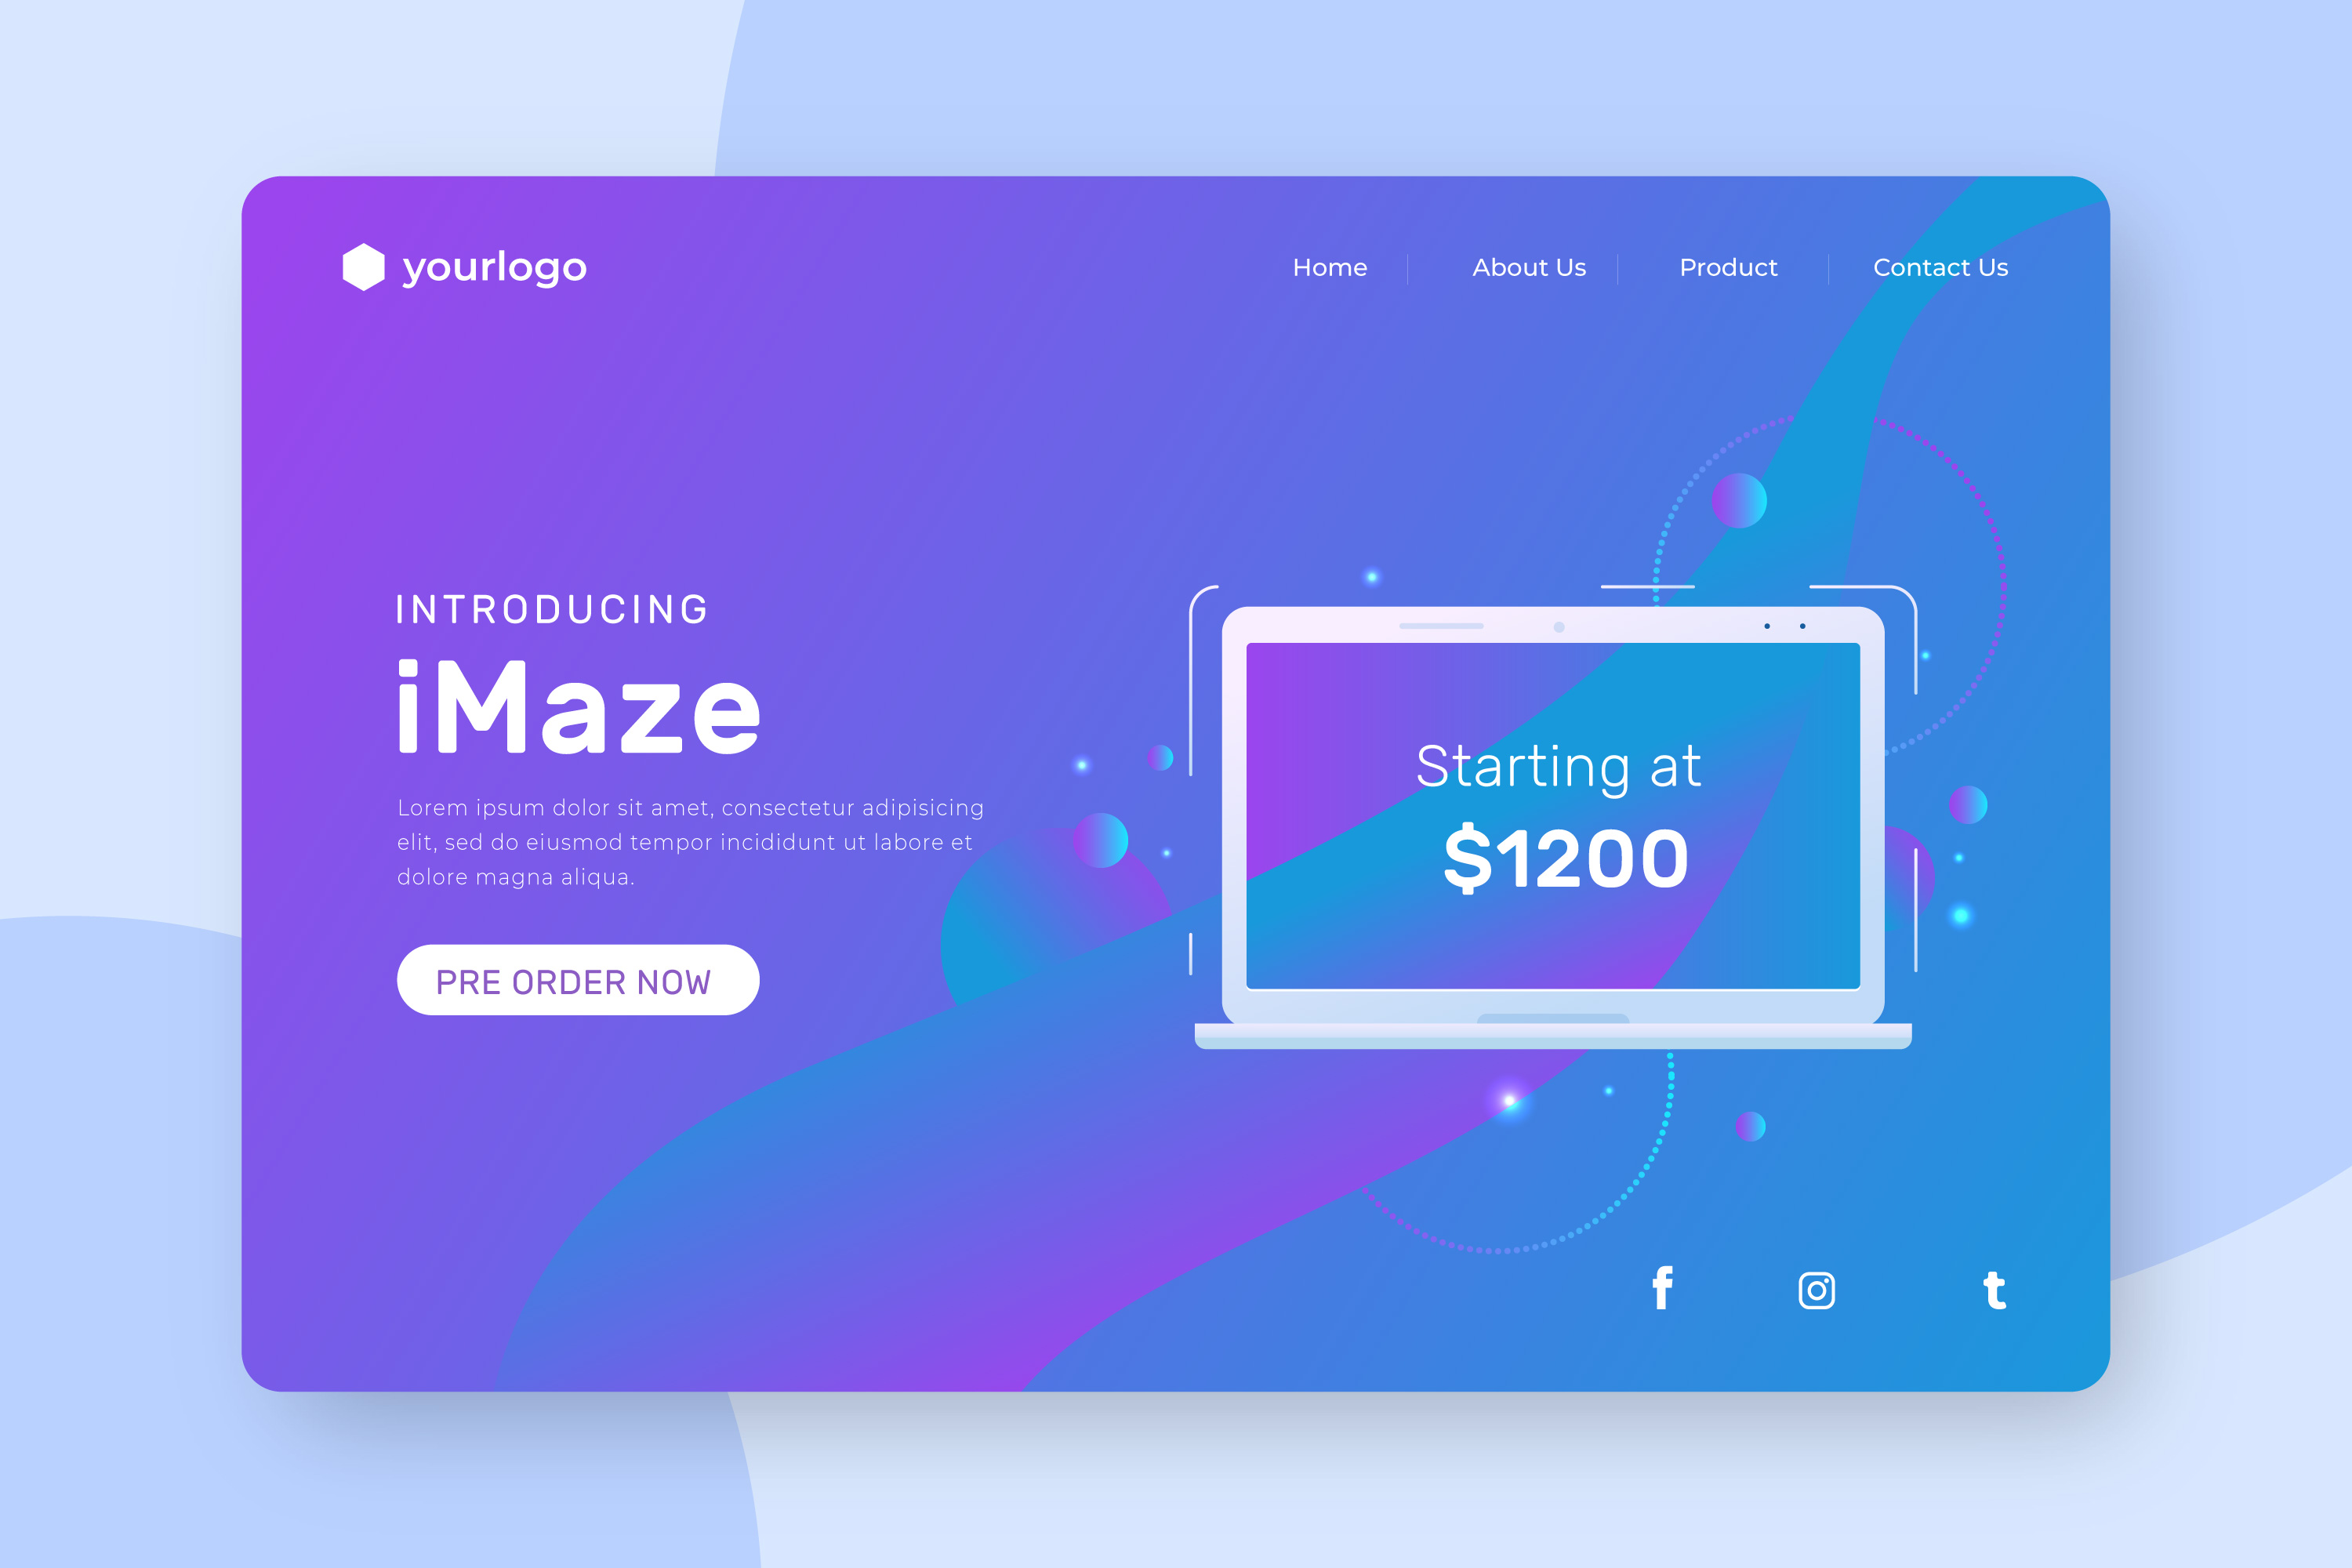 yourlogo
Home
About Us
Product
Contact Us
INTRODUCING
iMaze
Lorem ipsum dolor sit amet, consectetur adipisicing
elit, sed do eiusmod tempor incididunt ut labore et
dolore magna aliqua.
PRE ORDER NOW
Starting at
$1200